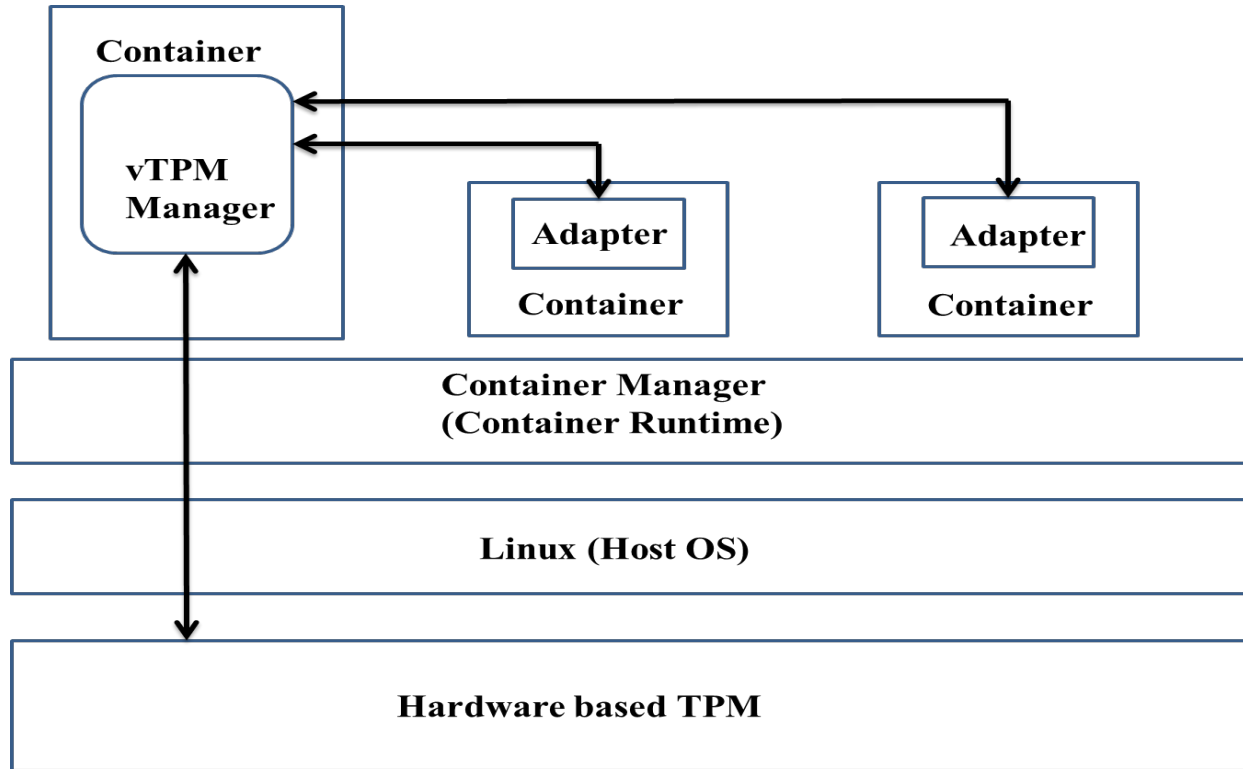 Container
vTPM
Manager
Adapter
Container
Adapter
Container
Container Manager
(Container Runtime)
Linux (Host OS)
Hardware based TPM